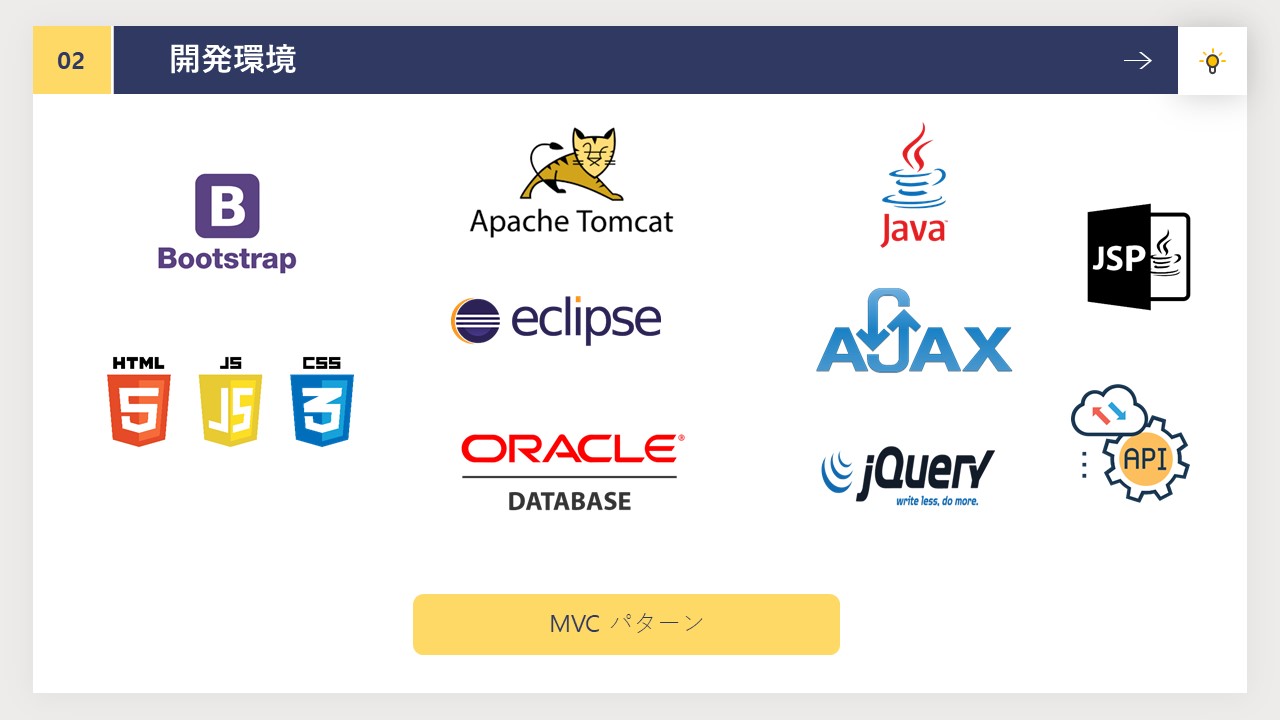 02
開発環境
B
Bootstrap
HTML
5
JS
JS
CSS
3
Apache Tomcat
eclipse
ORACLE®
DATABASE
Java™
AJAX
jQuery
write less, do more.
JSP
API
MVC パターン